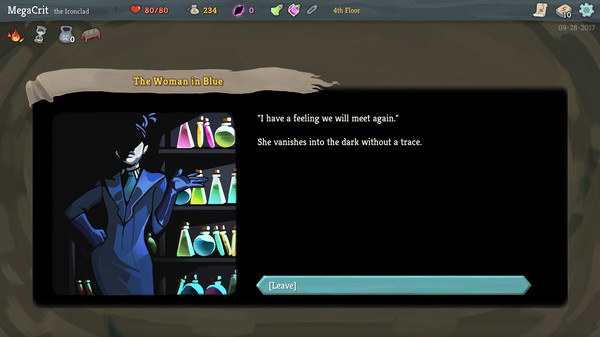 MegaCrit the Ironclad 80/80 234 0 4th Floor 10
09-28-2017
0
The Woman in Blue
"I have a feeling we will meet again."
She vanishes into the dark without a trace.
[Leave]